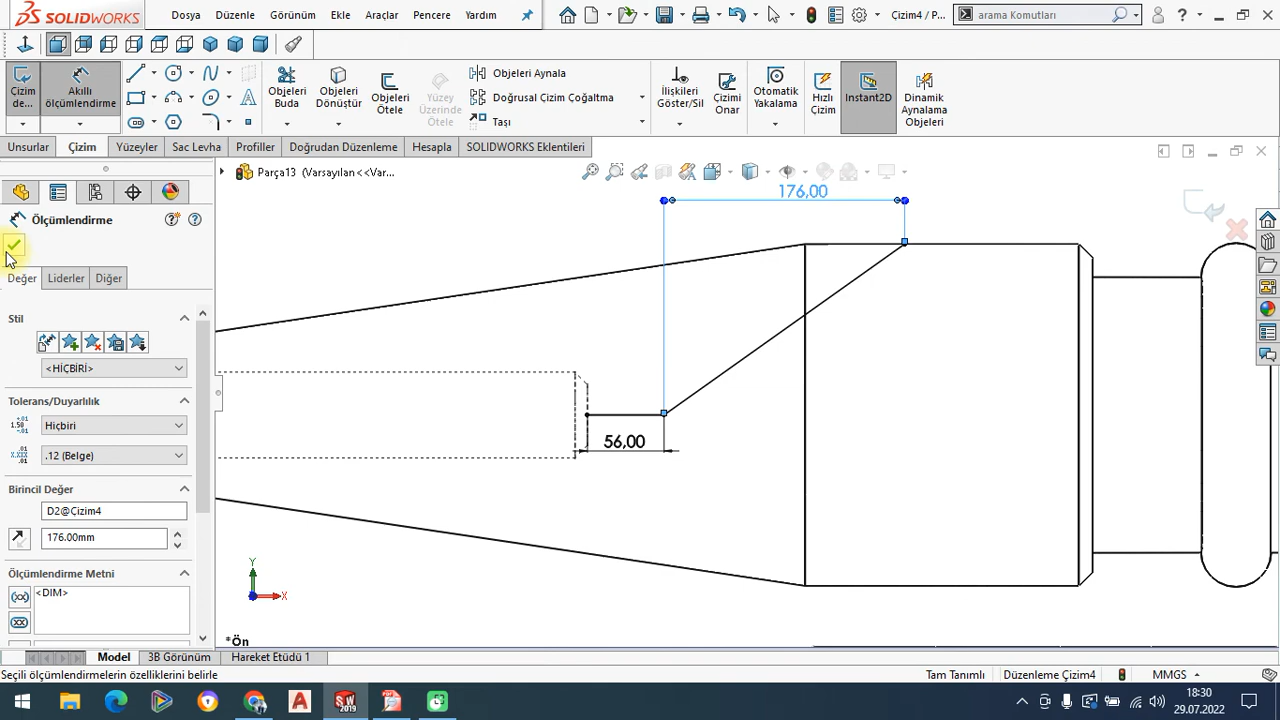 SOLIDWORKS
Dosya
Düzenle
Görünüm
Ekle
Araçlar
Pencere
Yardım
Çizim4 / P...
arama Komutları
Çizim de...
Akıllı ölçümlendirme
Objeleri Buda
Objeleri Dönüştür
Objeleri Ötele
Yüzey Üzerinde Ötele
Objeleri Aynala
Doğrusal Çizim Çoğaltma
Taşı
İlişkileri Göster/Sil
Çizimi Onar
Otomatik Yakalama
Hızlı Çizim
Instant2D
Dinamik Aynalama Objeleri
Unsurlar
Çizim
Yüzeyler
Sac Levha
Profiller
Doğrudan Düzenleme
Hesapla
SOLIDWORKS Eklentileri
Parça13 (Varsayılan<<Var...
Ölçümlendirme
Değer
Liderler
Diğer
Stil
<HİÇBİRİ>
Tolerans/Duyarlılık
Hiçbiri
.12 (Belge)
Birincil Değer
D2@Çizim4
176.00mm
Ölçümlendirme Metni
<DIM>
176,00
56,00
Y
X
*Ön
Model
3B Görünüm
Hareket Etüdü 1
Seçili ölçümlendirmelerin özelliklerini belirle
Tam Tanımlı
Düzenleme Çizim4
MMGS
18:30
29.07.2022